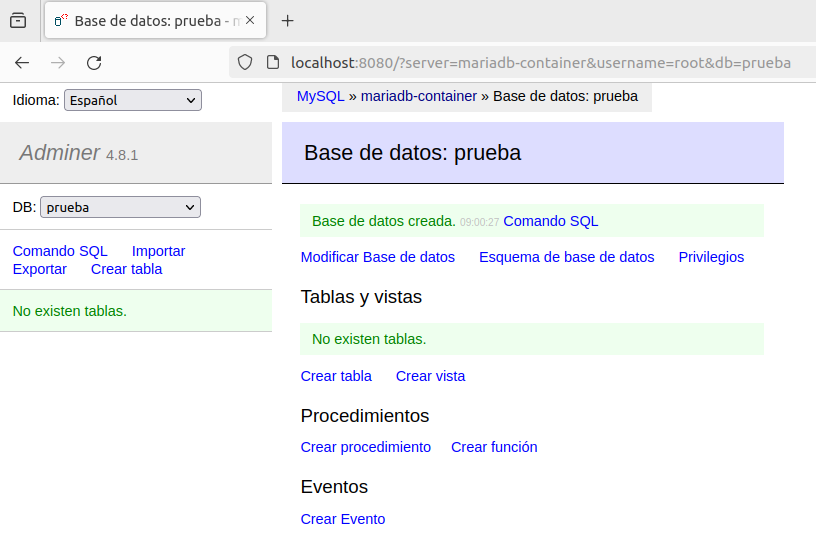 Base de datos: prueba - m
localhost:8080/?server=mariadb-container&username=root&db=prueba
Idioma: Español
MySQL » mariadb-container » Base de datos: prueba
Adminer 4.8.1
Base de datos: prueba
DB: prueba
Base de datos creada. 09:00:27 Comando SQL
Comando SQL Importar
Exportar Crear tabla
No existen tablas.
Modificar Base de datos Esquema de base de datos Privilegios
Tablas y vistas
No existen tablas.
Crear tabla Crear vista
Procedimientos
Crear procedimiento Crear función
Eventos
Crear Evento